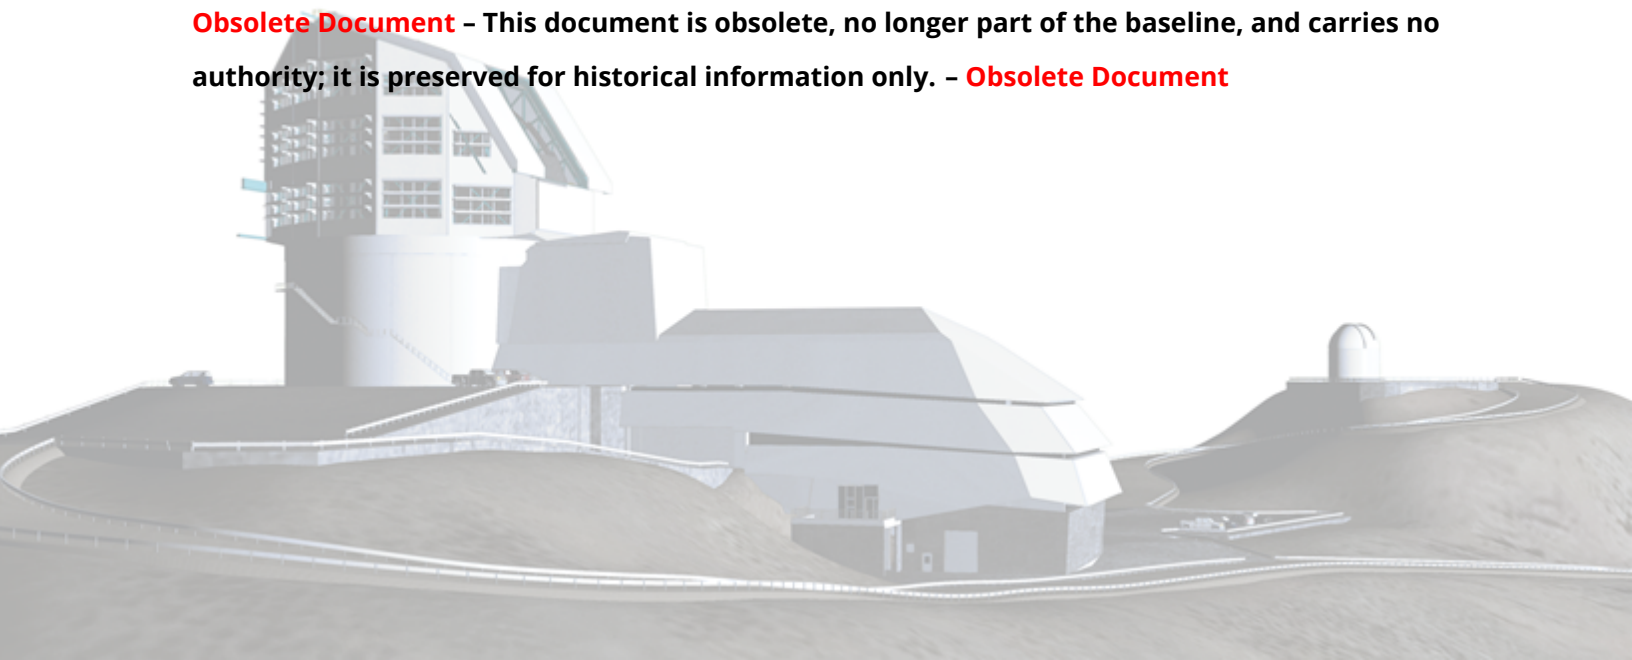 Obsolete Document – This document is obsolete, no longer part of the baseline, and carries no
authority; it is preserved for historical information only. – Obsolete Document